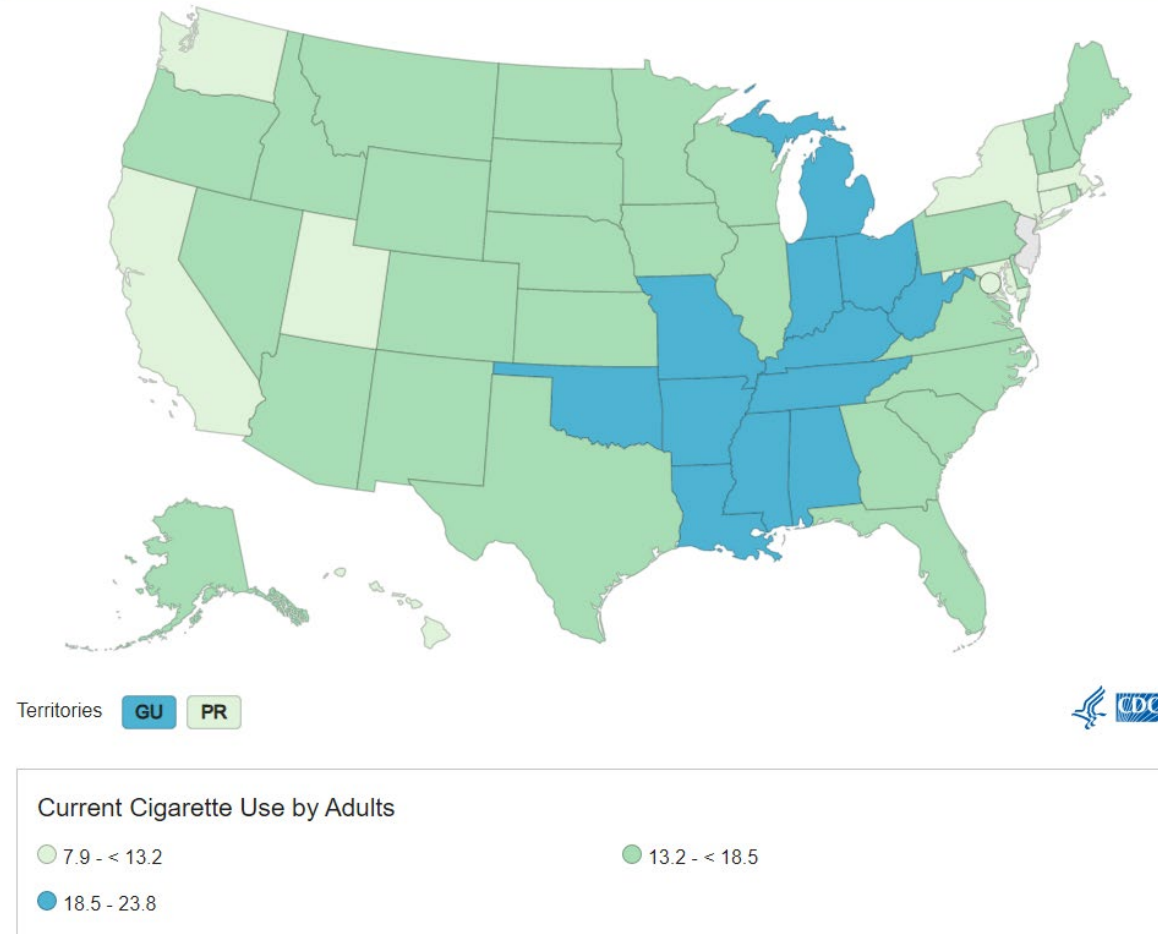 Territories GU PR
CDC
Current Cigarette Use by Adults
7.9 - < 13.2
13.2 - < 18.5
18.5 - 23.8